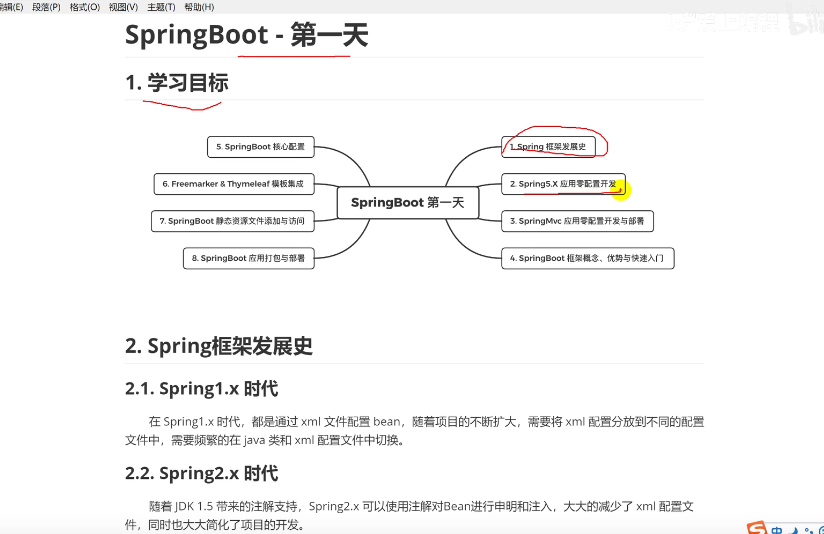 段落(P) 格式(O) 视图(V) 主题(T) 帮助(H)
SpringBoot - 第一天
1. 学习目标
5. SpringBoot 核心配置
6. Freemarker & Thymeleaf 模板集成
7. SpringBoot 静态资源文件添加与访问
8. SpringBoot 应用打包与部署
SpringBoot 第一天
1. Spring 框架发展史
2. Spring5.X 应用零配置开发
3. SpringMvc 应用零配置开发与部署
4. SpringBoot 框架概念、优势与快速入门
2. Spring框架发展史
2.1. Spring1.x 时代
在 Spring1.x 时代，都是通过 xml 文件配置 bean，随着项目的不断扩大，需要将 xml 配置分放到不同的配置
文件中，需要频繁的在 java 类和 xml 配置文件中切换。
2.2. Spring2.x 时代
随着 JDK 1.5 带来的注解支持，Spring2.x 可以使用注解对Bean进行申明和注入，大大的减少了 xml 配置文
件，同时也大大简化了项目的开发。
中